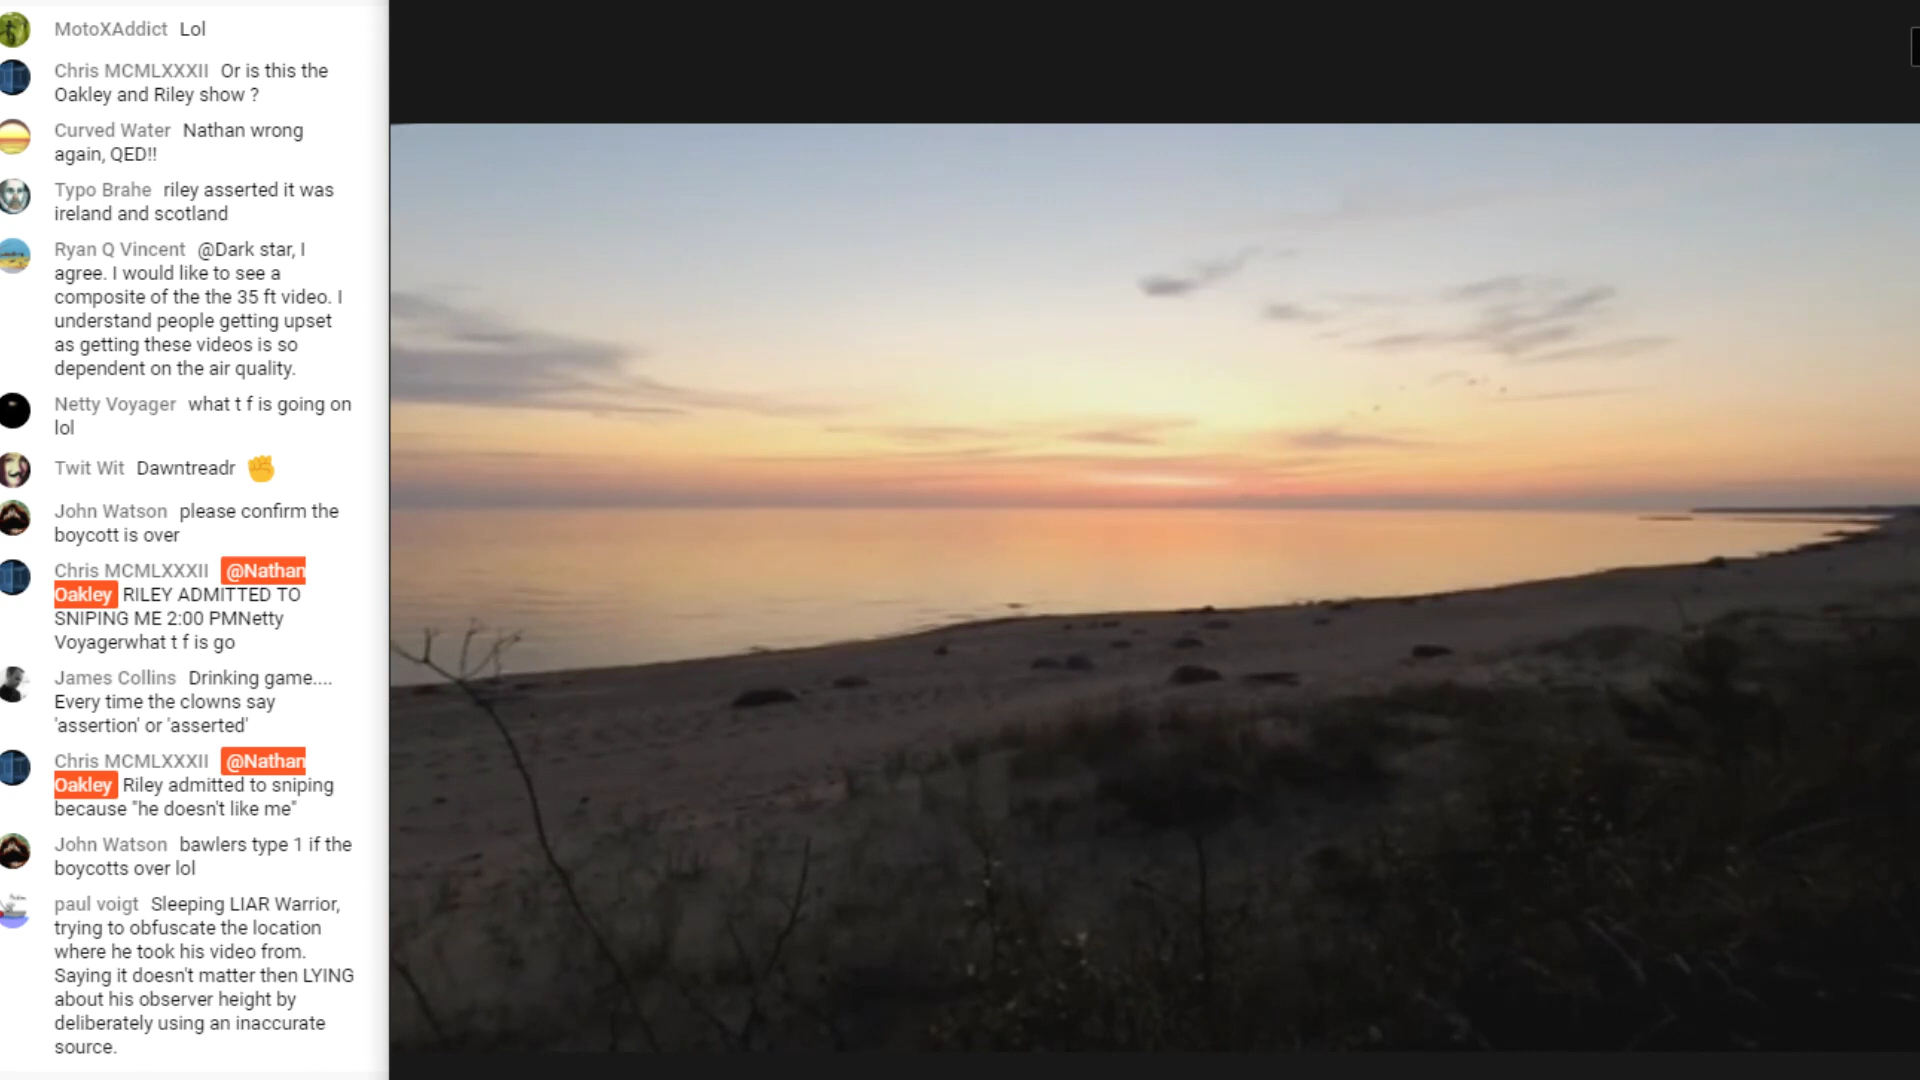 MotoXAddict Lol
Chris MCMLXXXII Or is this the
Oakley and Riley show ?
Curved Water Nathan wrong
again, QED!!
Typo Brahe riley asserted it was
ireland and scotland
Ryan Q Vincent @Dark star, I
agree. I would like to see a
composite of the the 35 ft video. I
understand people getting upset
as getting these videos is so
dependent on the air quality.
Netty Voyager what t f is going on
lol
Twit Wit Dawntreadr ✊
John Watson please confirm the
boycott is over
Chris MCMLXXXII @Nathan
Oakley RILEY ADMITTED TO
SNIPING ME 2:00 PMNetty
Voyagerwhat t f is go
James Collins Drinking game....
Every time the clowns say
'assertion' or 'asserted'
Chris MCMLXXXII @Nathan
Oakley Riley admitted to sniping
because "he doesn't like me"
John Watson bawlers type 1 if the
boycotts over lol
paul voigt Sleeping LIAR Warrior,
trying to obfuscate the location
where he took his video from.
Saying it doesn't matter then LYING
about his observer height by
deliberately using an inaccurate
source.